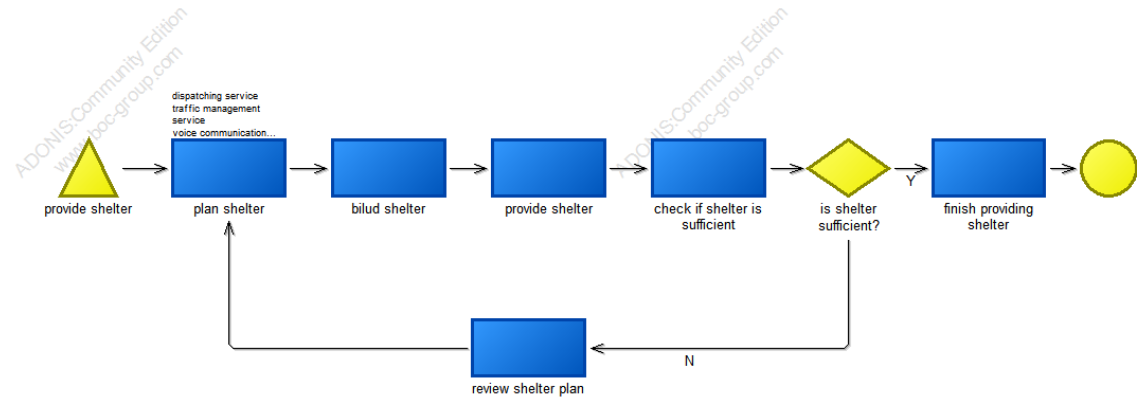 ADONIS:Community Edition
www.boc-group.com
ADONIS:Community Edition
www.boc-group.com
dispatching service
traffic management
service
voice communication...
provide shelter
plan shelter
bilud shelter
provide shelter
check if shelter is
sufficient
is shelter
sufficient?
Y
finish providing
shelter
N
review shelter plan